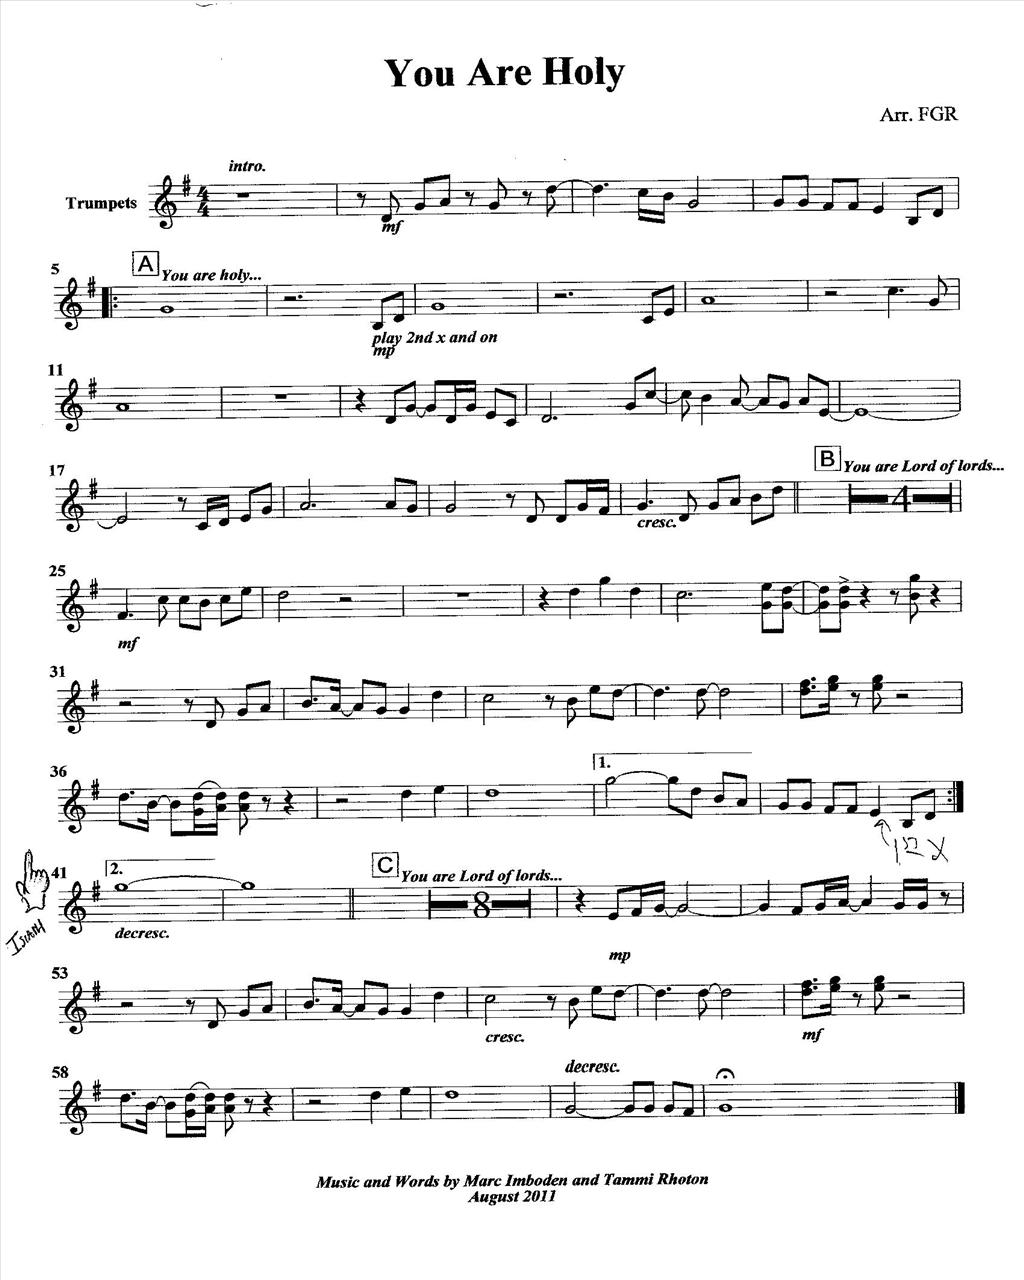 You Are Holy
Arr. FGR
intro.
Trumpets
4
4
mf
5
A
You are holy...
play 2nd x and on
mp
11
17
B
You are Lord of lords...
4
cresc.
25
mf
31
36
1.
1st X
41
2.
C
You are Lord of lords...
8
decresc.
mp
53
cresc.
mf
58
decresc.
Music and Words by Marc Imboden and Tammi Rhoton
August 2011